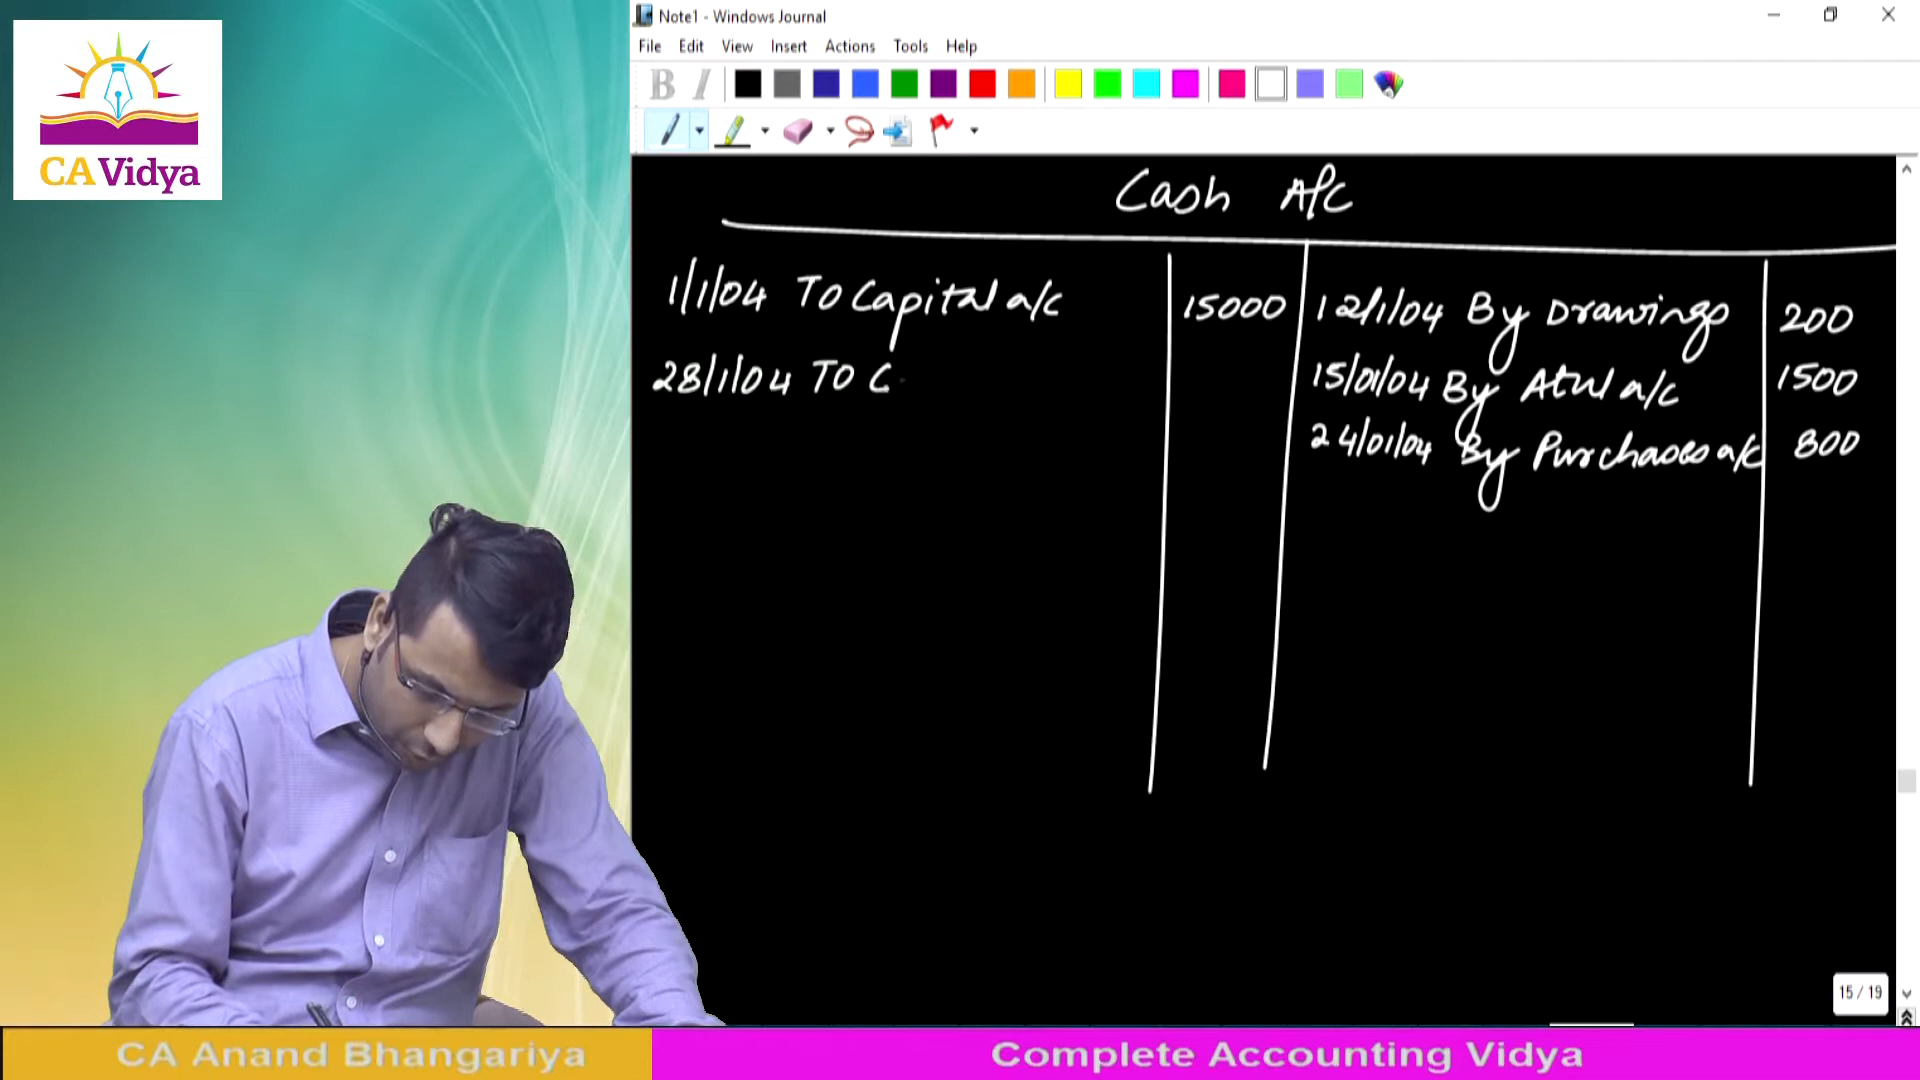 CA Vidya
Note1 - Windows Journal
File Edit View Insert Actions Tools Help
B I
Cash A/c
1/1/04 To Capital a/c 15000 12/1/04 By Drawings 200
28/1/04 To C 15/01/04 By Atul a/c 1500
24/01/04 By Purchases a/c 800
15 / 19
CA Anand Bhangariya
Complete Accounting Vidya